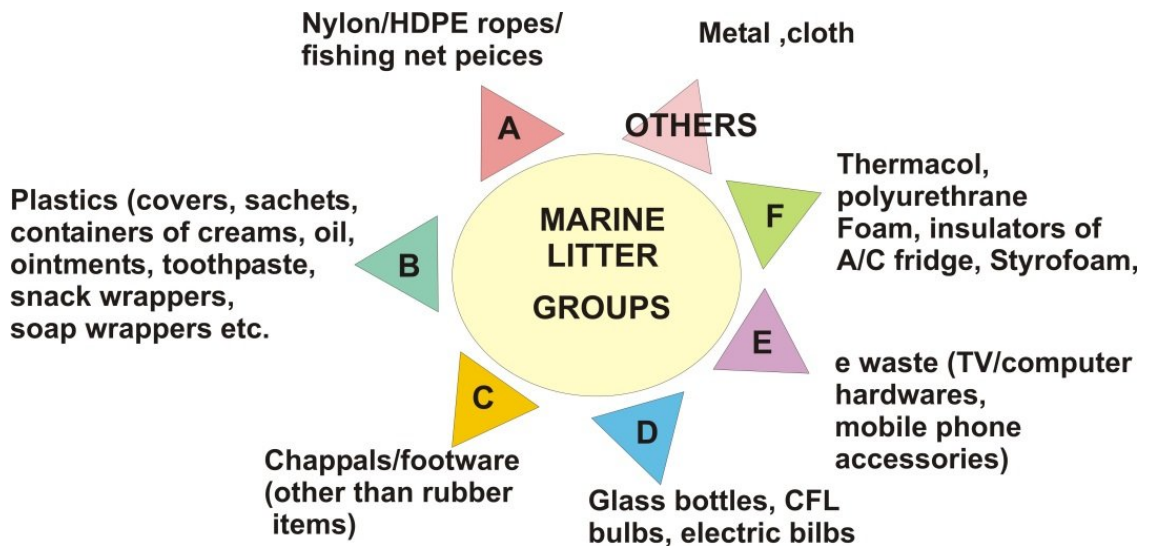 Nylon/HDPE ropes/
fishing net peices
Metal ,cloth
A
OTHERS
Thermacol,
polyurethrane
Foam, insulators of
A/C fridge, Styrofoam,
F
MARINE
LITTER
GROUPS
Plastics (covers, sachets,
containers of creams, oil,
ointments, toothpaste,
snack wrappers,
soap wrappers etc.
B
E
e waste (TV/computer
hardwares,
mobile phone
accessories)
C
Chappals/footware
(other than rubber
items)
D
Glass bottles, CFL
bulbs, electric bilbs